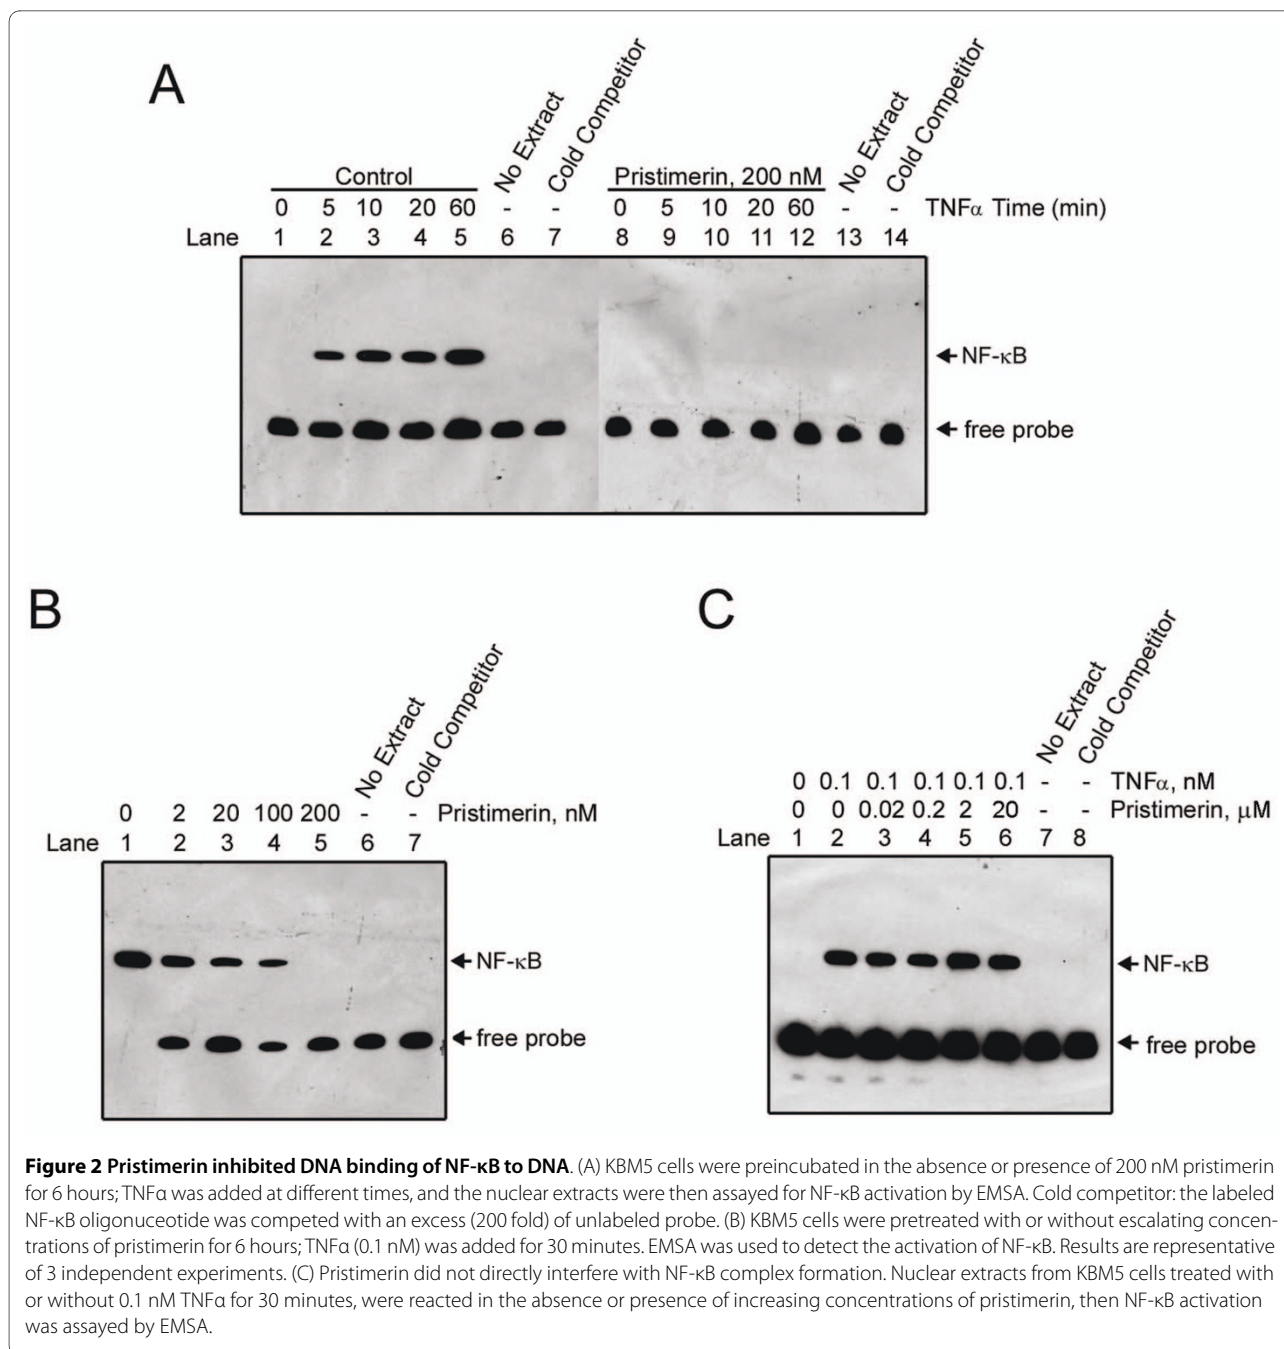 A
No Extract
Cold Competitor
No Extract
Cold Competitor
Control
Pristimerin, 200 nM
0 5 10 20 60 - - 0 5 10 20 60 - - TNFα Time (min)
Lane 1 2 3 4 5 6 7 8 9 10 11 12 13 14
NF-κB
free probe
B
No Extract
Cold Competitor
0 2 20 100 200 - - Pristimerin, nM
Lane 1 2 3 4 5 6 7
NF-κB
free probe
C
No Extract
Cold Competitor
0 0.1 0.1 0.1 0.1 0.1 - - TNFα, nM
0 0 0.02 0.2 2 20 - - Pristimerin, μM
Lane 1 2 3 4 5 6 7 8
NF-κB
free probe
Figure 2 Pristimerin inhibited DNA binding of NF-κB to DNA. (A) KBM5 cells were preincubated in the absence or presence of 200 nM pristimerin
for 6 hours; TNFα was added at different times, and the nuclear extracts were then assayed for NF-κB activation by EMSA. Cold competitor: the labeled
NF-κB oligonuceotide was competed with an excess (200 fold) of unlabeled probe. (B) KBM5 cells were pretreated with or without escalating concen-
trations of pristimerin for 6 hours; TNFα (0.1 nM) was added for 30 minutes. EMSA was used to detect the activation of NF-κB. Results are representative
of 3 independent experiments. (C) Pristimerin did not directly interfere with NF-κB complex formation. Nuclear extracts from KBM5 cells treated with
or without 0.1 nM TNFα for 30 minutes, were reacted in the absence or presence of increasing concentrations of pristimerin, then NF-κB activation
was assayed by EMSA.